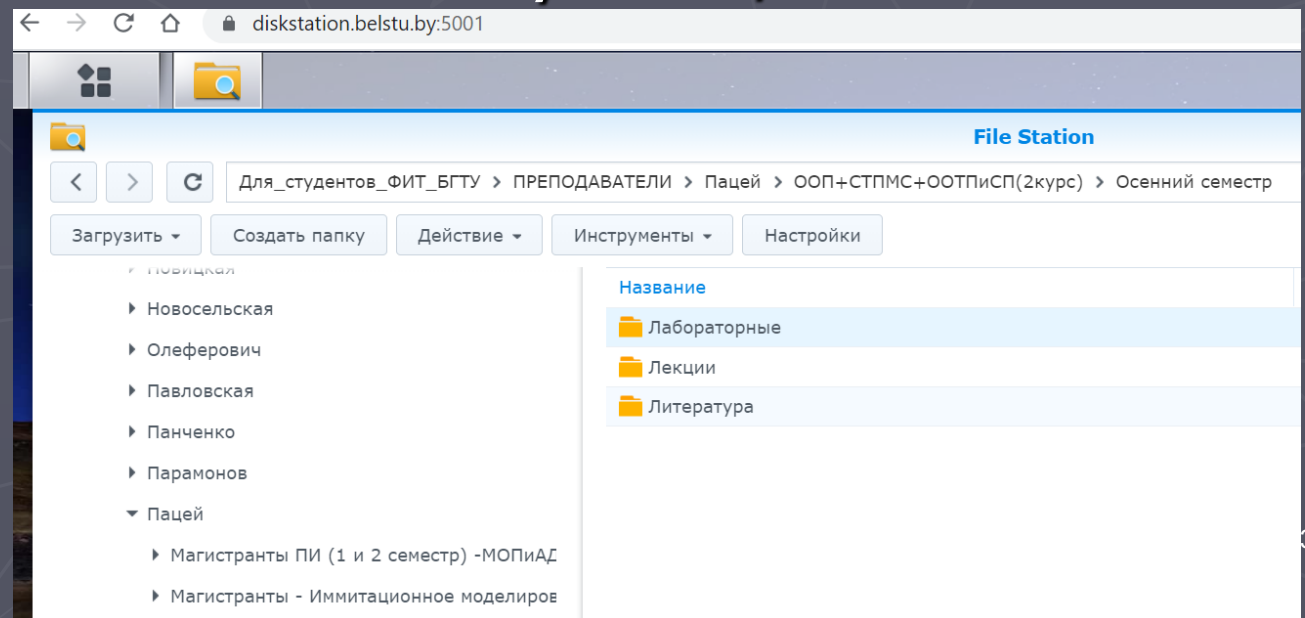 diskstation.belstu.by:5001
File Station
Для_студентов_ФИТ_БГТУ > ПРЕПОДАВАТЕЛИ > Пацей > ООП+СТПМС+ООТПиСП(2курс) > Осенний семестр
Загрузить Создать папку Действие Инструменты Настройки
Новицкая
Новосельская
Олеферович
Павловская
Панченко
Парамонов
Пацей
Магистранты ПИ (1 и 2 семестр) -МОПиАД
Магистранты - Иммитационное моделиров
Название
Лабораторные
Лекции
Литература